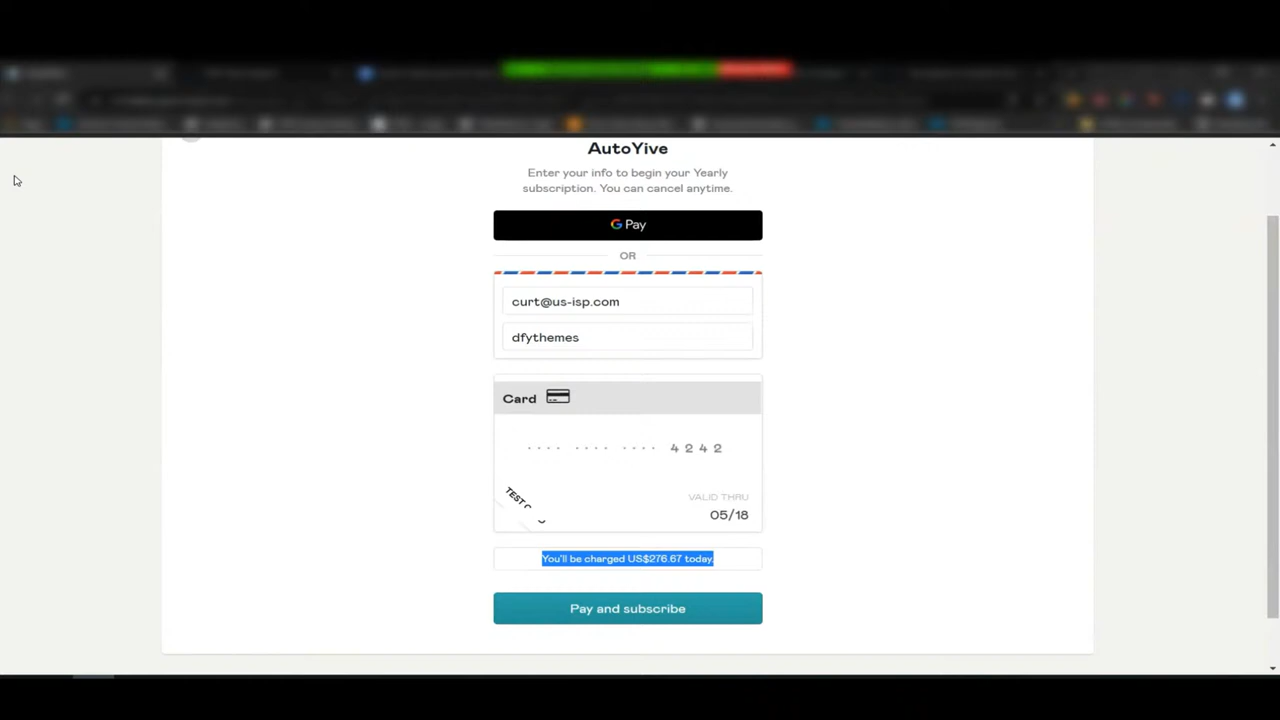 AutoYive
Enter your info to begin your Yearly
subscription. You can cancel anytime.
G Pay
OR
curt@us-isp.com
dfythemes
Card
···· ···· ···· 4242
TEST
VALID THRU
05/18
You'll be charged US$276.67 today.
Pay and subscribe